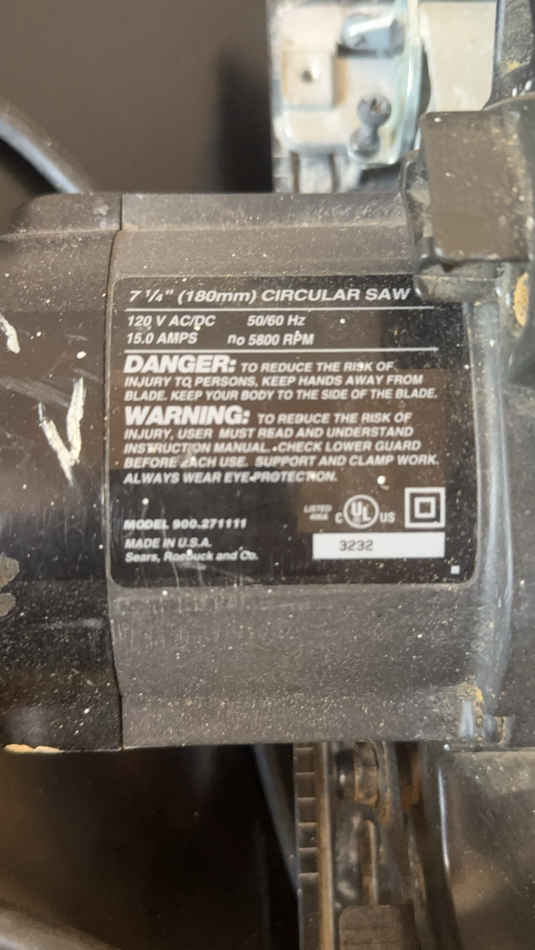 7 1/4" (180mm) CIRCULAR SAW
120 V AC/DC 50/60 Hz
15.0 AMPS no 5800 RPM
DANGER: TO REDUCE THE RISK OF
INJURY TO PERSONS, KEEP HANDS AWAY FROM
BLADE. KEEP YOUR BODY TO THE SIDE OF THE BLADE.
WARNING: TO REDUCE THE RISK OF
INJURY, USER MUST READ AND UNDERSTAND
INSTRUCTION MANUAL. CHECK LOWER GUARD
BEFORE EACH USE. SUPPORT AND CLAMP WORK.
ALWAYS WEAR EYE PROTECTION.
LISTED
C UL US
MODEL 900.271111
3232
MADE IN U.S.A.
Sears, Roebuck and Co.